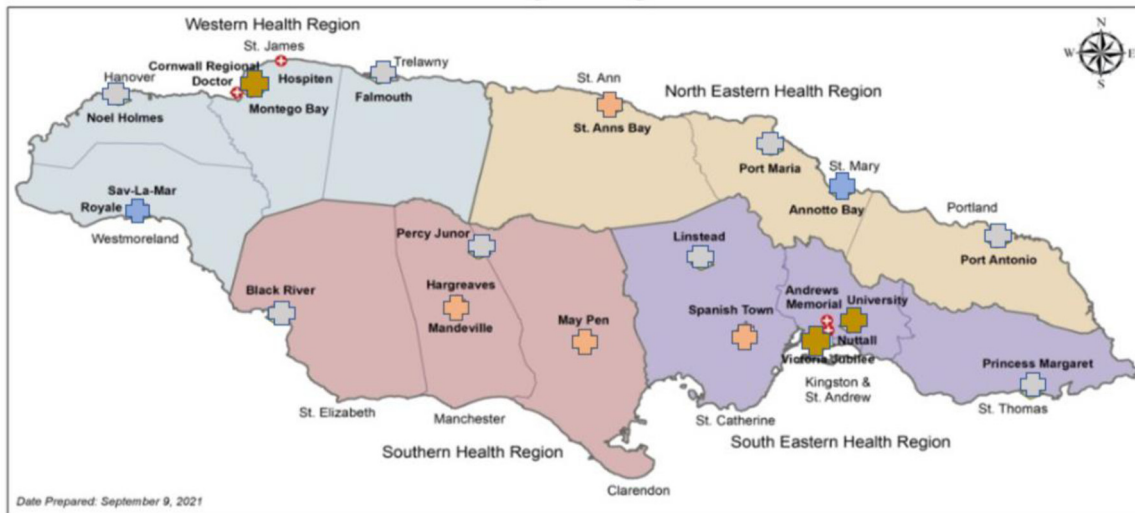 Western Health Region
St. James
N
W
E
S
Cornwall Regional
Trelawny
Hanover
Doctor
Hospiten
St. Ann
North Eastern Health Region
Noel Holmes
Montego Bay
Falmouth
St. Anns Bay
Port Maria
St. Mary
Sav-La-Mar
Royale
Annotto Bay
Portland
Westmoreland
Percy Junor
Linstead
Port Antonio
Black River
Hargreaves
Andrews
Memorial
University
Mandeville
May Pen
Spanish Town
Nuttall
Victoria Jubilee
Princess Margaret
Kingston &
St. Andrew
St. Elizabeth
Manchester
St. Catherine
St. Thomas
Southern Health Region
South Eastern Health Region
Clarendon
Date Prepared: September 9, 2021